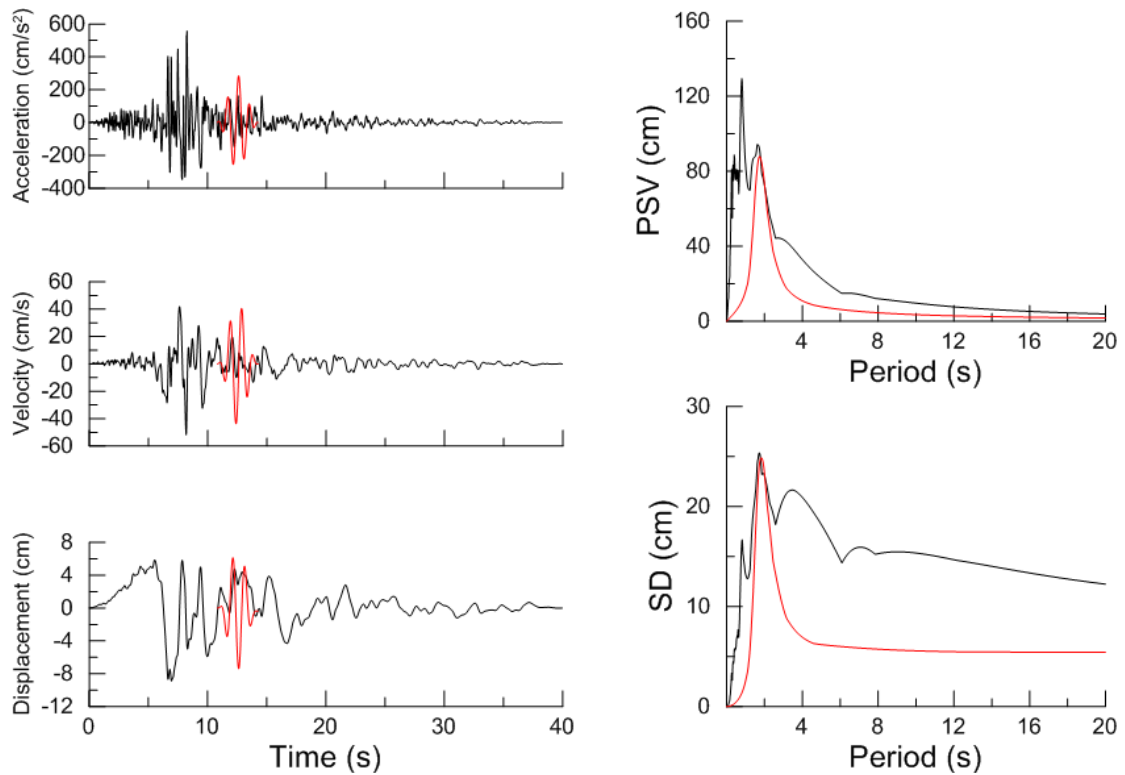 Acceleration (cm/s²)
600
400
200
0
-200
-400
Velocity (cm/s)
60
40
20
0
-20
-40
-60
Displacement (cm)
8
4
0
-4
-8
-12
0 10 20 30 40
Time (s)
PSV (cm)
160
120
80
40
0
4 8 12 16 20
Period (s)
SD (cm)
30
20
10
0
4 8 12 16 20
Period (s)